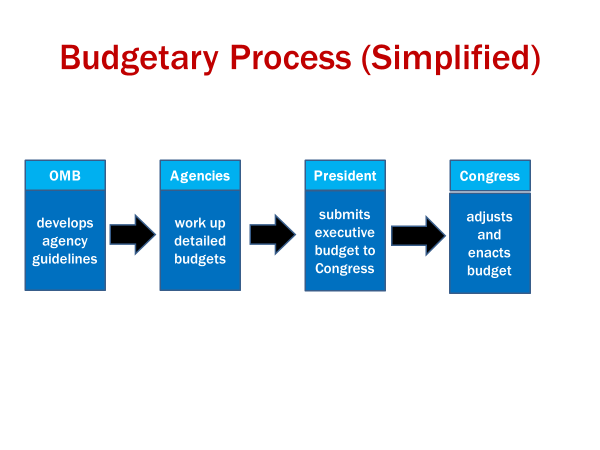 Budgetary Process (Simplified)
OMB
develops
agency
guidelines
Agencies
work up
detailed
budgets
President
submits
executive
budget to
Congress
Congress
adjusts
and
enacts
budget